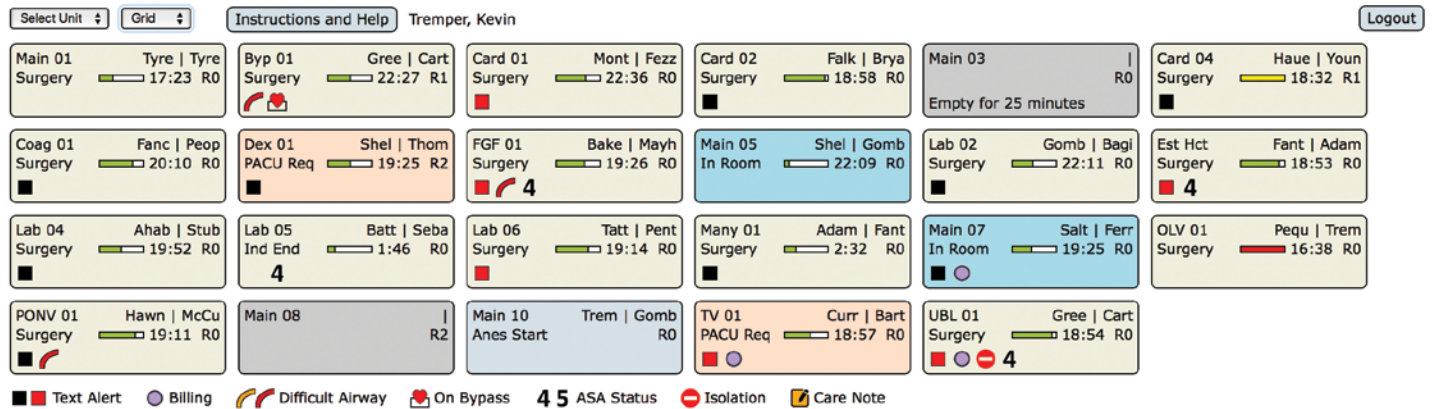 Select Unit Grid Instructions and Help Tremper, Kevin Logout
Main 01 Tyre | Tyre
Surgery 17:23 R0
Byp 01 Gree | Cart
Surgery 22:27 R1
Card 01 Mont | Fezz
Surgery 22:36 R0
Card 02 Falk | Brya
Surgery 18:58 R0
Main 03 |
R0
Empty for 25 minutes
Card 04 Haue | Youn
Surgery 18:32 R1
Coag 01 Fanc | Peop
Surgery 20:10 R0
Dex 01 Shel | Thom
PACU Req 19:25 R2
FGF 01 Bake | Mayh
Surgery 19:26 R0
4
Main 05 Shel | Gomb
In Room 22:09 R0
Lab 02 Gomb | Bagi
Surgery 22:11 R0
Est Hct Fant | Adam
Surgery 18:53 R0
4
Lab 04 Ahab | Stub
Surgery 19:52 R0
Lab 05 Batt | Seba
Ind End 1:46 R0
4
Lab 06 Tatt | Pent
Surgery 19:14 R0
Many 01 Adam | Fant
Surgery 2:32 R0
Main 07 Salt | Ferr
In Room 19:25 R0
OLV 01 Pequ | Trem
Surgery 16:38 R0
PONV 01 Hawn | McCu
Surgery 19:11 R0
Main 08 |
R2
Main 10 Trem | Gomb
Anes Start R0
TV 01 Curr | Bart
PACU Req 18:57 R0
UBL 01 Gree | Cart
Surgery 18:54 R0
4
Text Alert Billing Difficult Airway On Bypass 4 5 ASA Status Isolation Care Note